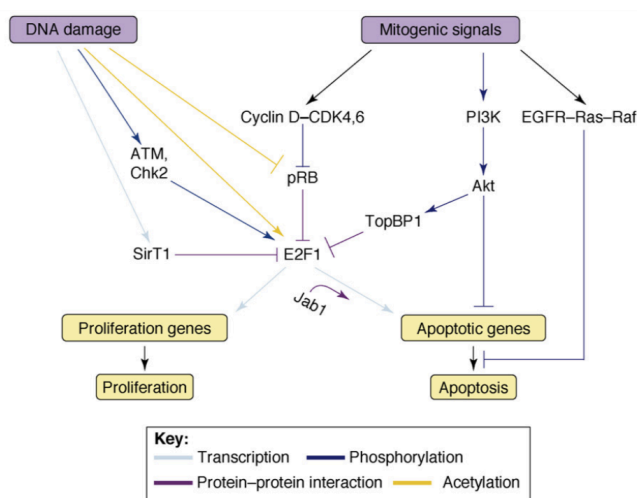 DNA damage
Mitogenic signals
Cyclin D–CDK4,6
PI3K
EGFR–Ras–Raf
ATM,
Chk2
pRB
Akt
TopBP1
SirT1
E2F1
Jab1
Proliferation genes
Apoptotic genes
Proliferation
Apoptosis
Key:
Transcription
Phosphorylation
Protein–protein interaction
Acetylation